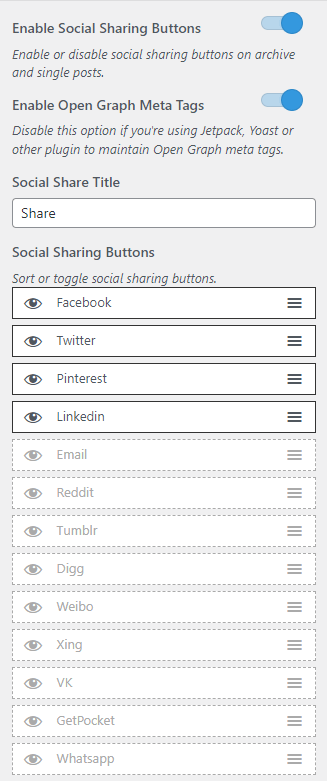 Enable Social Sharing Buttons
Enable or disable social sharing buttons on archive
and single posts.
Enable Open Graph Meta Tags
Disable this option if you're using Jetpack, Yoast or
other plugin to maintain Open Graph meta tags.
Social Share Title
Share
Social Sharing Buttons
Sort or toggle social sharing buttons.
Facebook
Twitter
Pinterest
Linkedin
Email
Reddit
Tumblr
Digg
Weibo
Xing
VK
GetPocket
Whatsapp